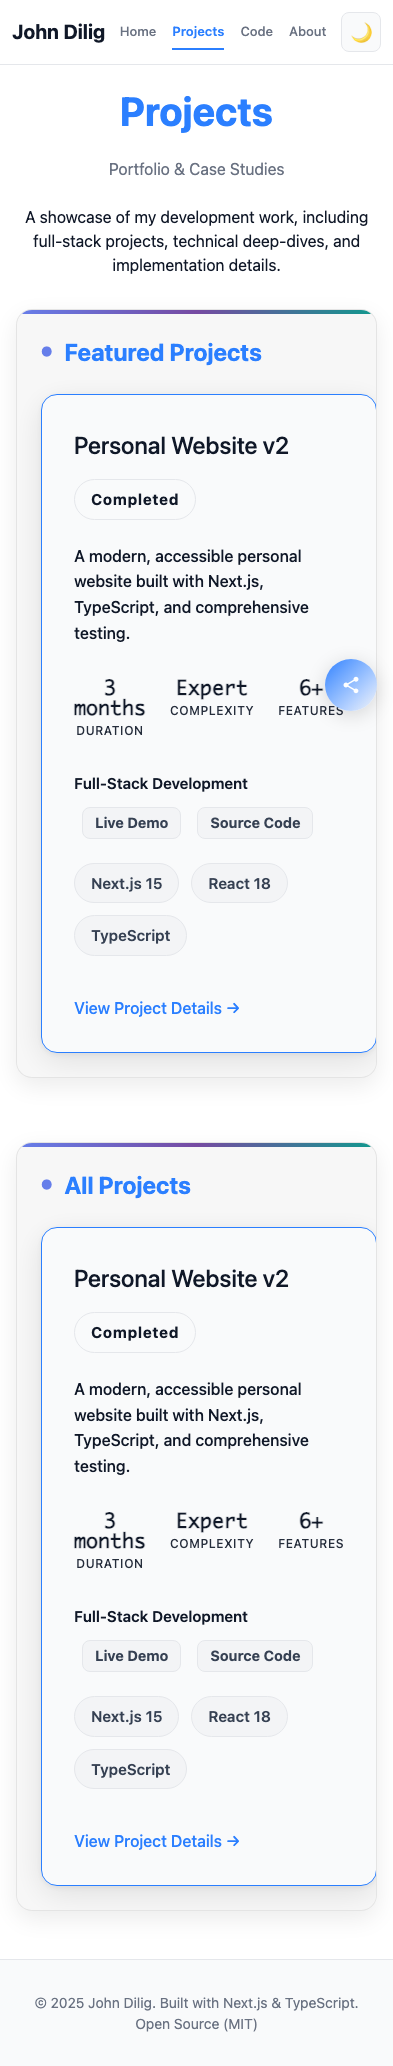 John Dilig Home Projects Code About
Projects
Portfolio & Case Studies
A showcase of my development work, including
full-stack projects, technical deep-dives, and
implementation details.
Featured Projects
Personal Website v2
Completed
A modern, accessible personal
website built with Next.js,
TypeScript, and comprehensive
testing.
3 months
DURATION
Expert
COMPLEXITY
6+
FEATURES
Full-Stack Development
Live Demo Source Code
Next.js 15 React 18
TypeScript
View Project Details →
All Projects
Personal Website v2
Completed
A modern, accessible personal
website built with Next.js,
TypeScript, and comprehensive
testing.
3 months
DURATION
Expert
COMPLEXITY
6+
FEATURES
Full-Stack Development
Live Demo Source Code
Next.js 15 React 18
TypeScript
View Project Details →
© 2025 John Dilig. Built with Next.js & TypeScript.
Open Source (MIT)